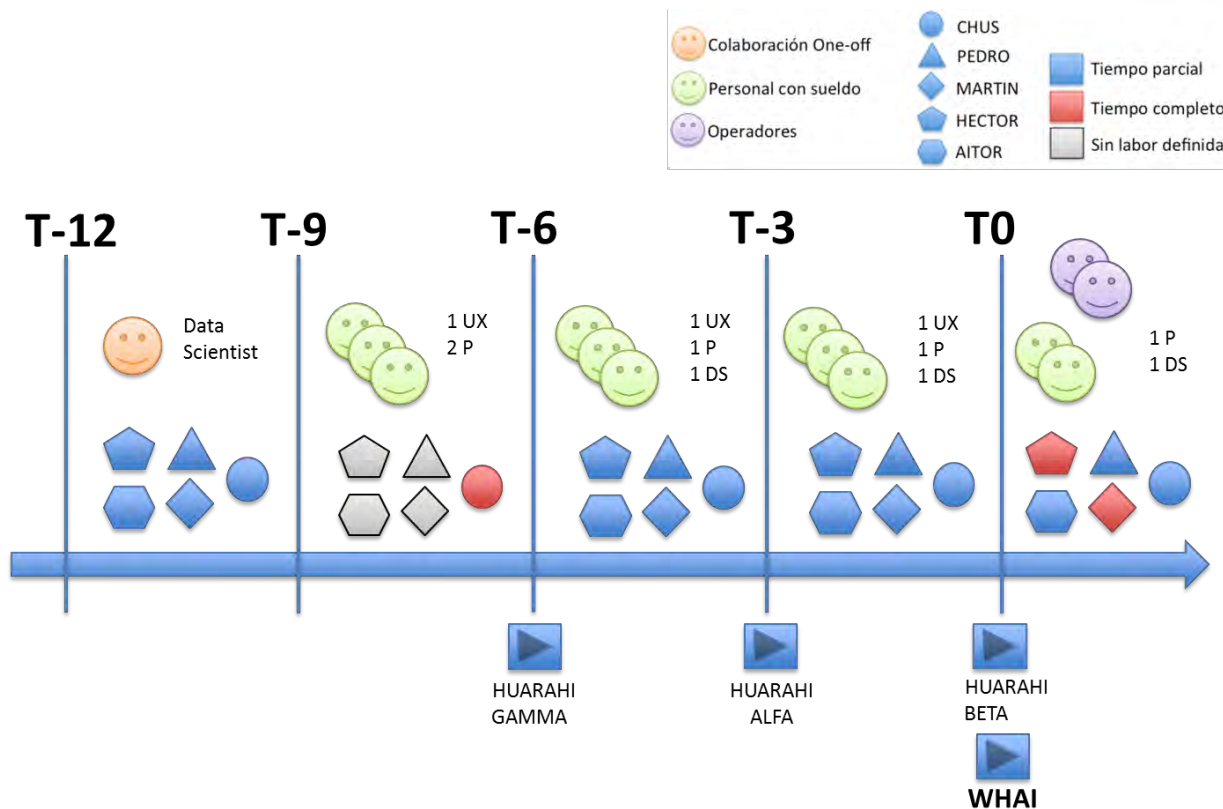 Colaboración One-off
Personal con sueldo
Operadores
CHUS
PEDRO
MARTIN
HECTOR
AITOR
Tiempo parcial
Tiempo completo
Sin labor definida
T-12
T-9
T-6
T-3
T0
Data
Scientist
1 UX
2 P
1 UX
1 P
1 DS
1 UX
1 P
1 DS
1 P
1 DS
HUARAHI
GAMMA
HUARAHI
ALFA
HUARAHI
BETA
WHAI